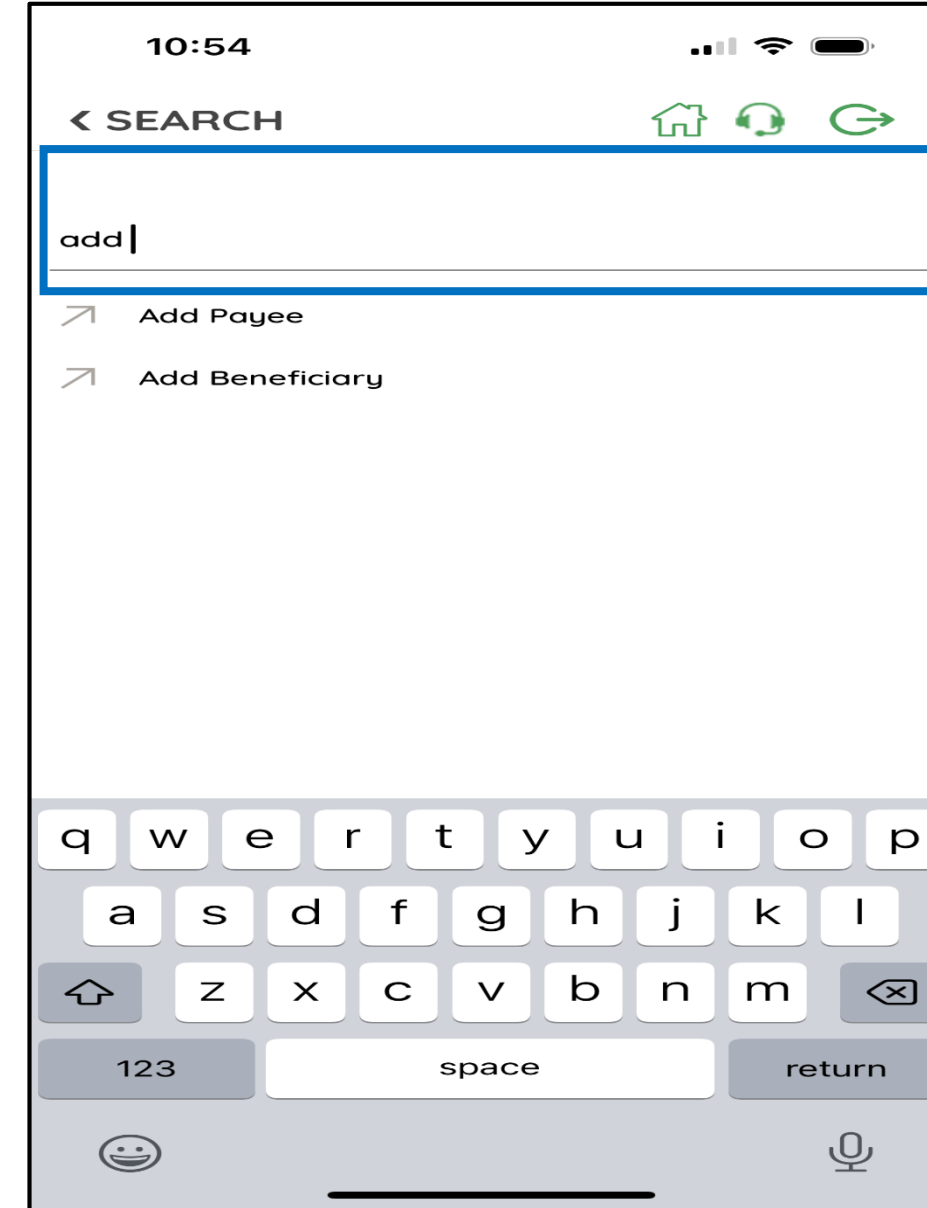 10:54
< SEARCH
add
Add Payee
Add Beneficiary
q w e r t y u i o p
a s d f g h j k l
z x c v b n m
123 space return